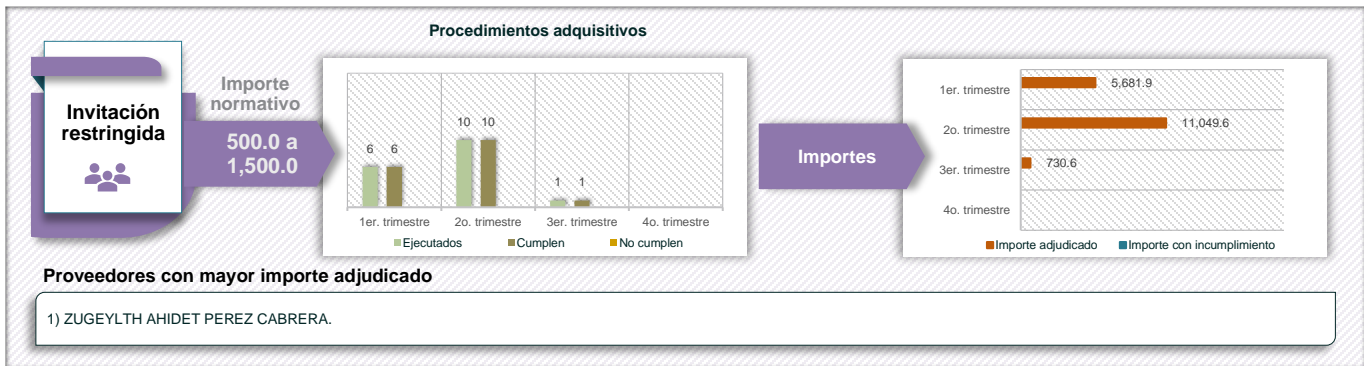 Procedimientos adquisitivos
Invitación
restringida
Importe
normativo
500.0 a
1,500.0
6 6
10 10
1 1
1er. trimestre 2o. trimestre 3er. trimestre 4o. trimestre
Ejecutados Cumplen No cumplen
Importes
1er. trimestre 5,681.9
2o. trimestre 11,049.6
3er. trimestre 730.6
4o. trimestre
Importe adjudicado Importe con incumplimiento
Proveedores con mayor importe adjudicado
1) ZUGEYLTH AHIDET PEREZ CABRERA.